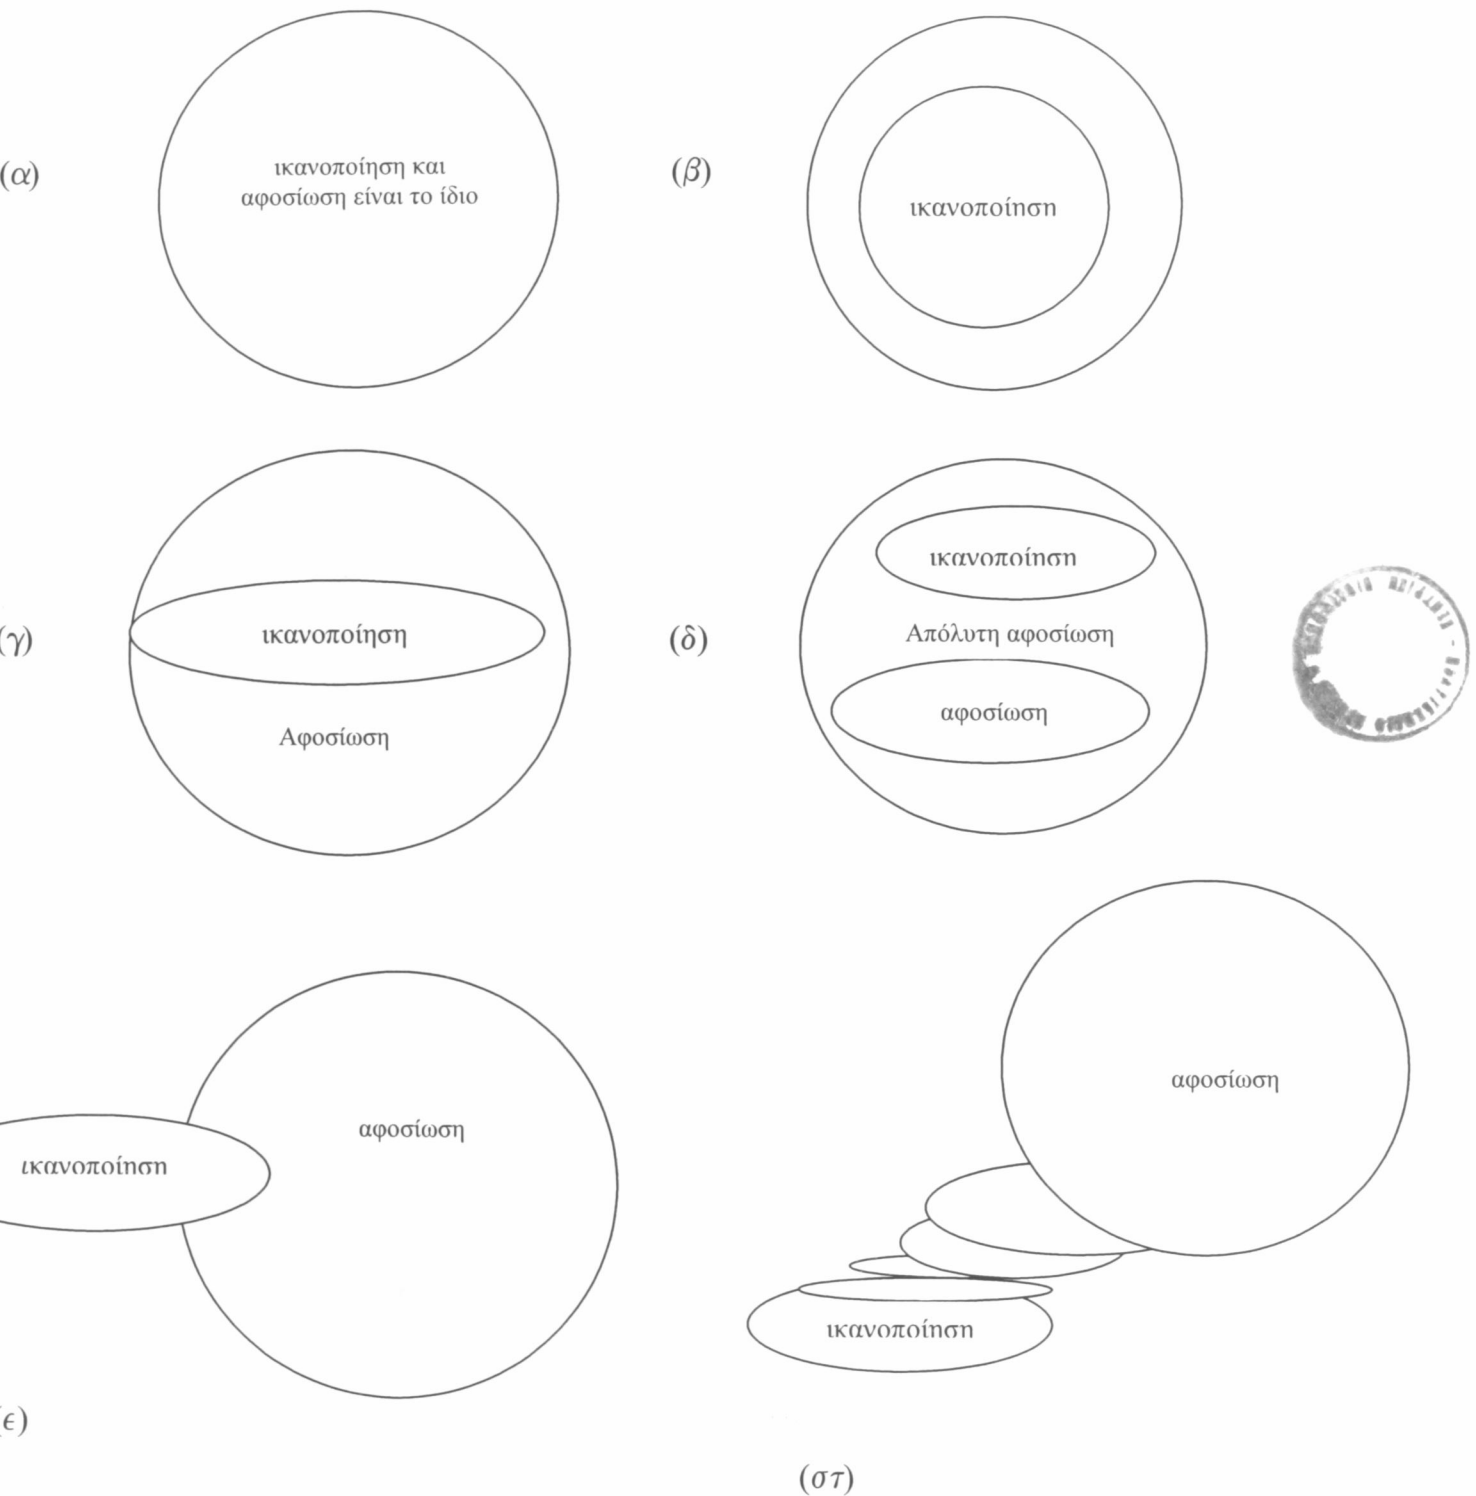 (α)
ικανοποίηση και
αφοσίωση είναι το ίδιο
(β)
ικανοποίηση
(γ)
ικανοποίηση
Αφοσίωση
(δ)
ικανοποίηση
Απόλυτη αφοσίωση
αφοσίωση
ικανοποίηση
αφοσίωση
(ε)
αφοσίωση
ικανοποίηση
(στ)